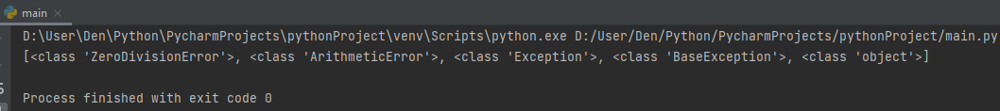 main
D:\User\Den\Python\PycharmProjects\pythonProject\venv\Scripts\python.exe D:/User/Den/Python/PycharmProjects/pythonProject/main.py
[<class 'ZeroDivisionError'>, <class 'ArithmeticError'>, <class 'Exception'>, <class 'BaseException'>, <class 'object'>]
Process finished with exit code 0